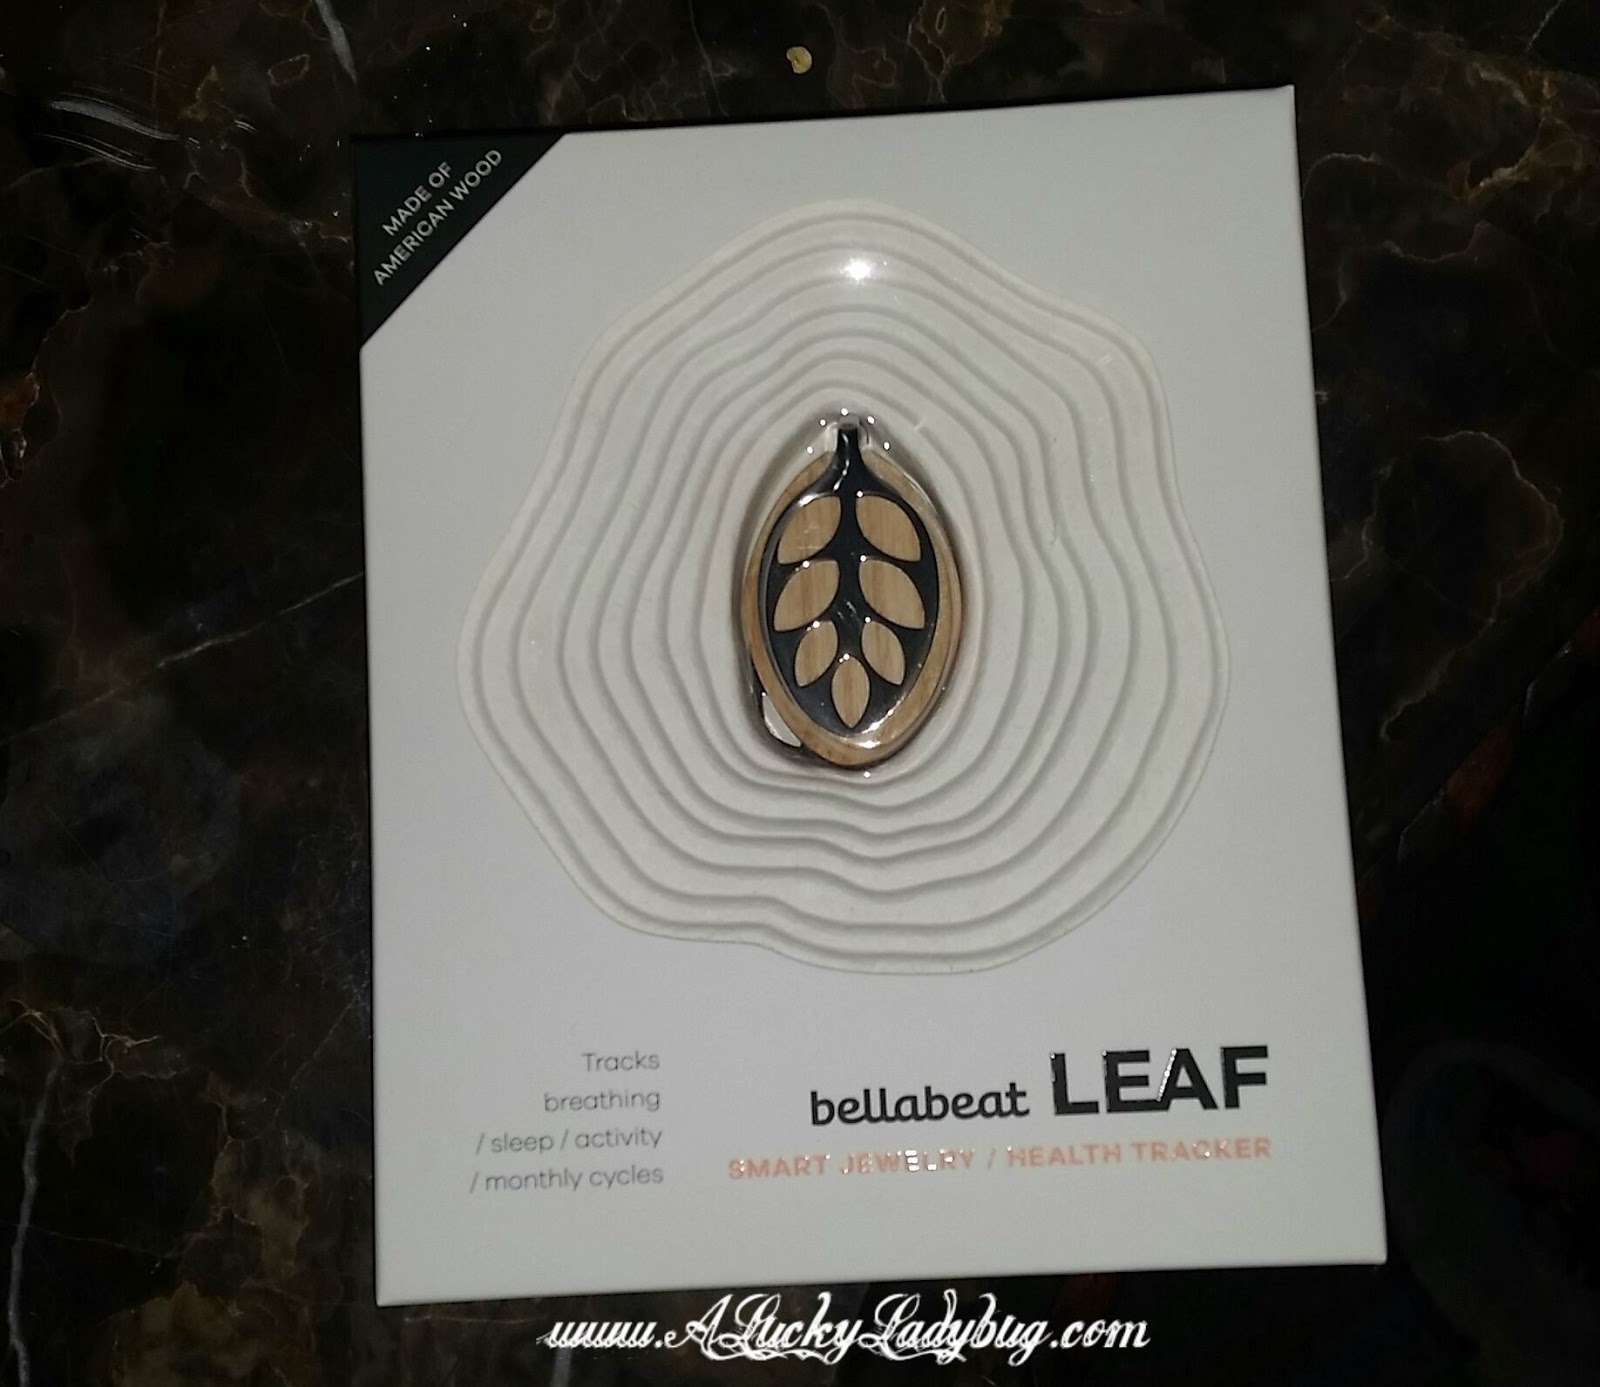 MADE OF
AMERICAN WOOD
Tracks
breathing
/ sleep / activity
/ monthly cycles
bellabeat LEAF
SMART JEWELRY / HEALTH TRACKER
www.ALuckyLadybug.com